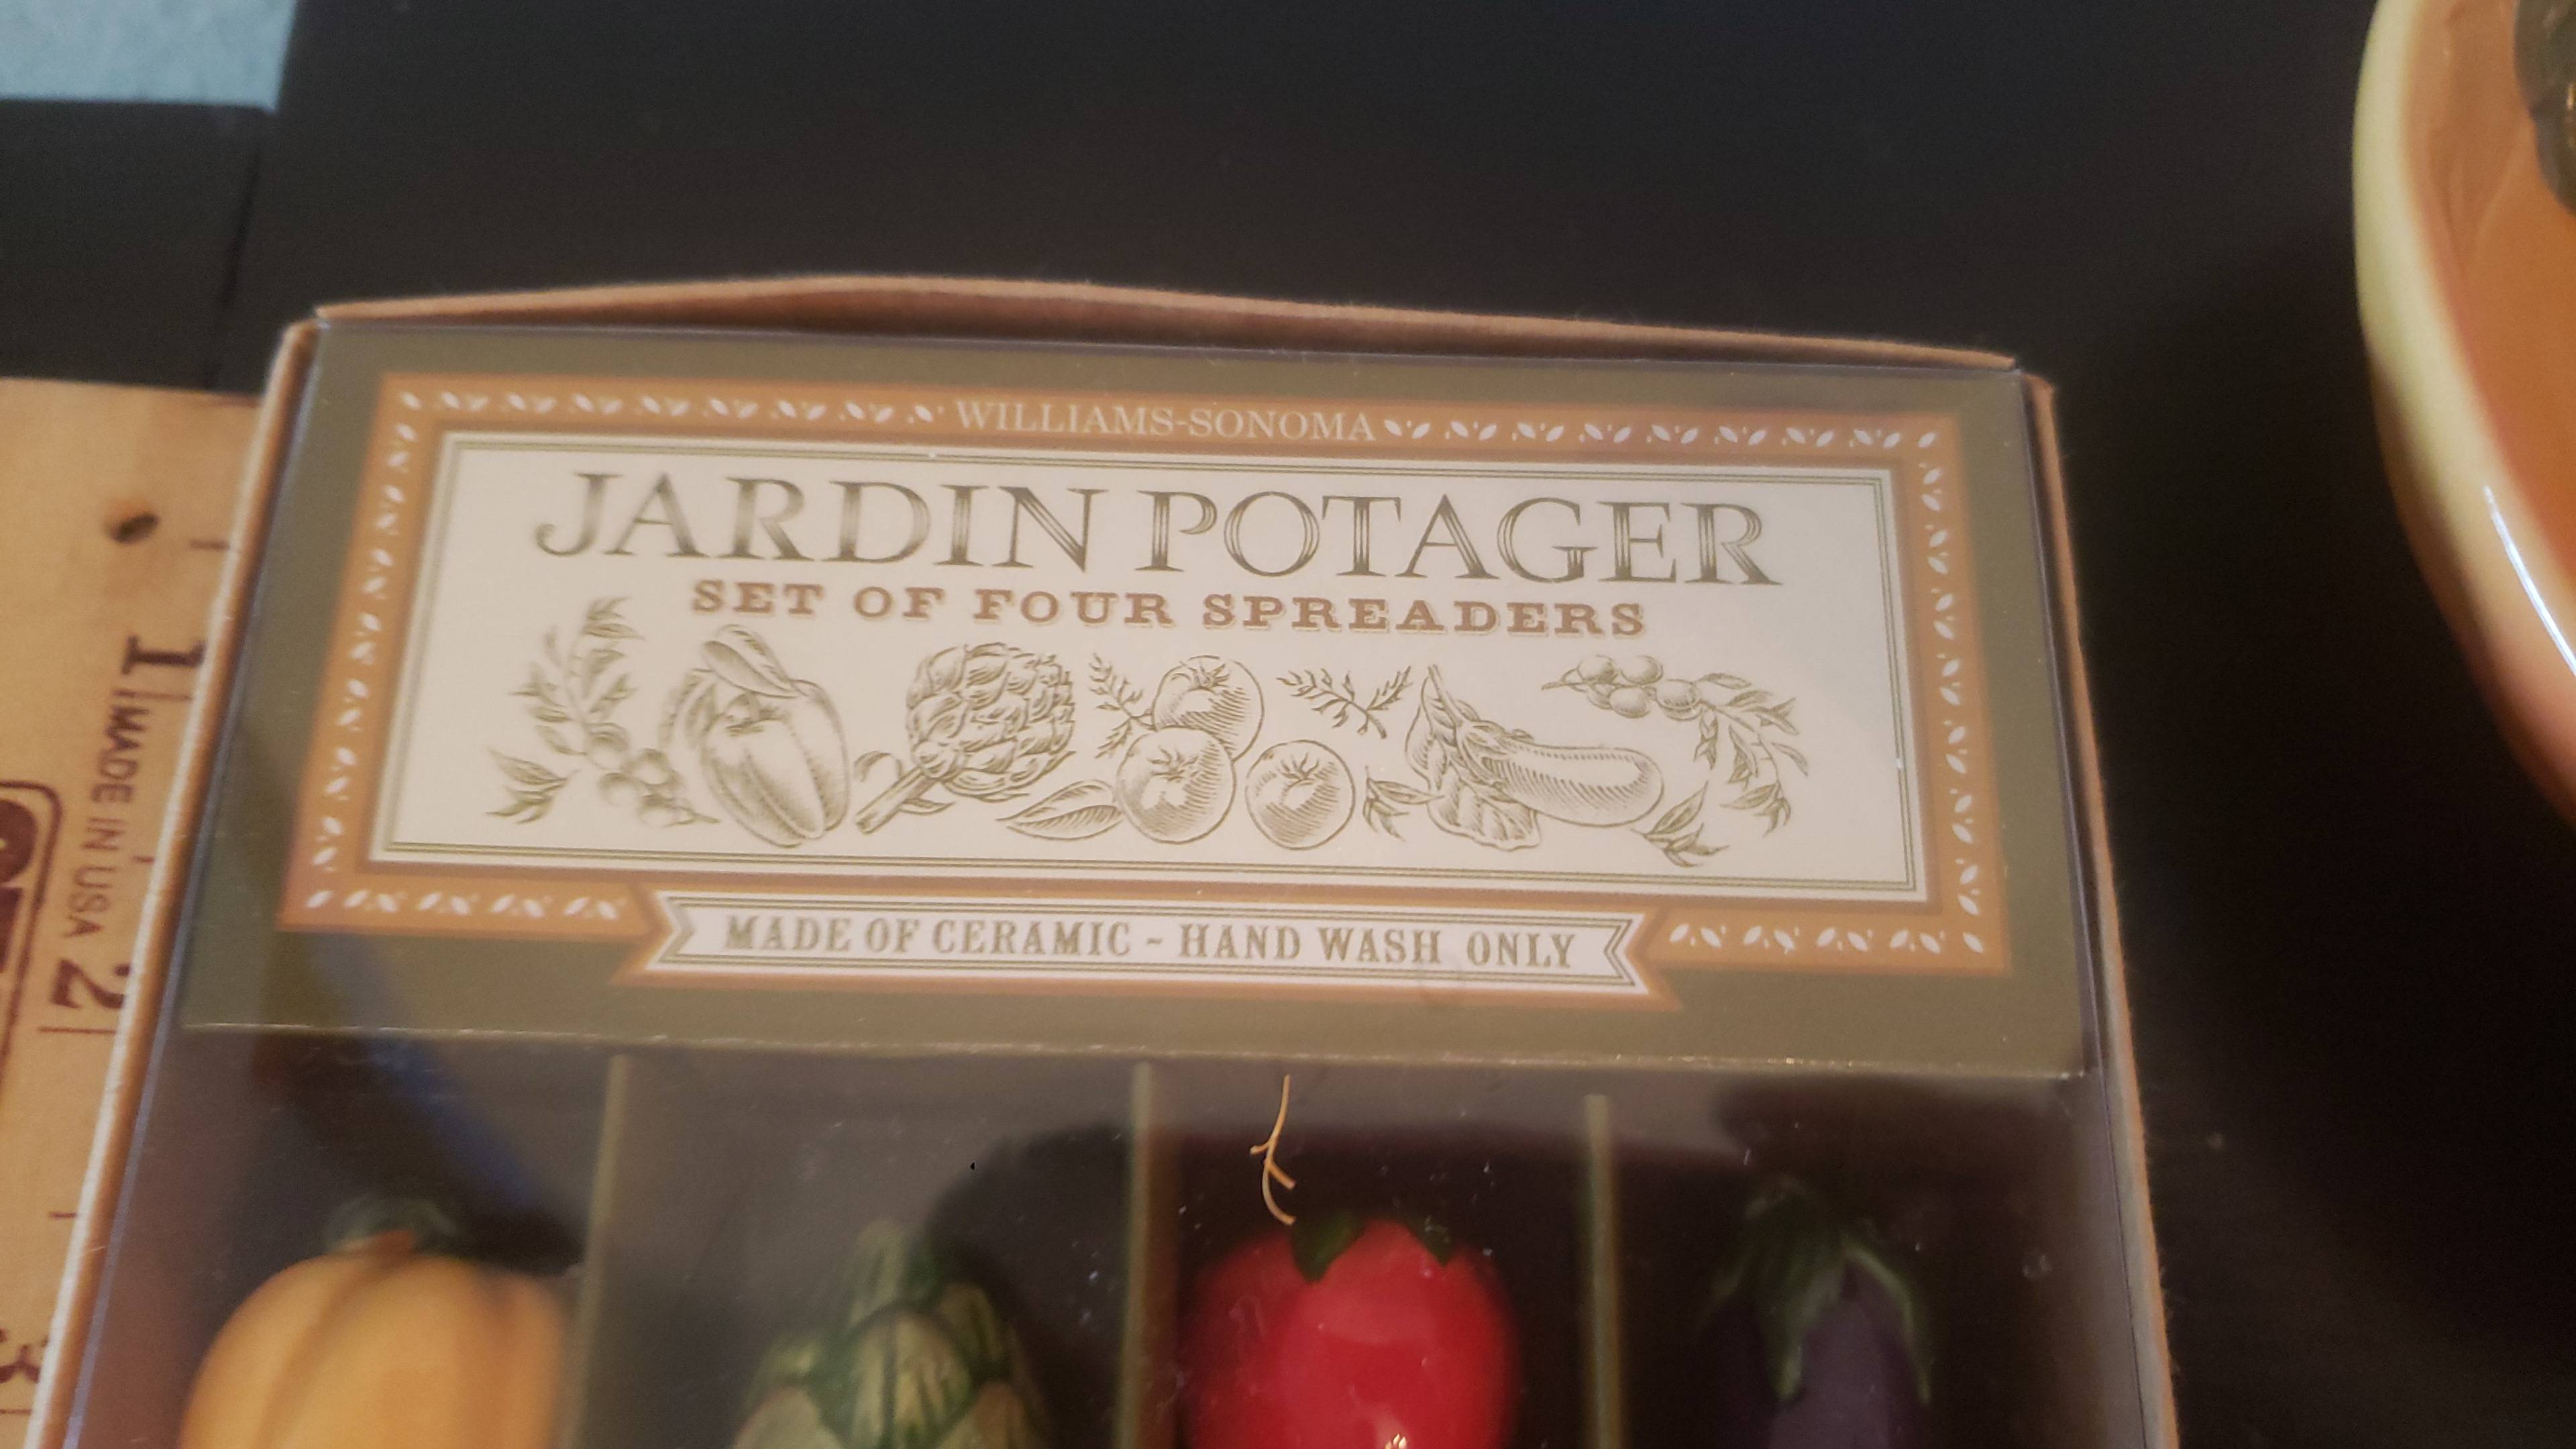 WILLIAMS-SONOMA
JARDIN POTAGER
SET OF FOUR SPREADERS
MADE OF CERAMIC ~ HAND WASH ONLY
1
MADE IN USA
2
3